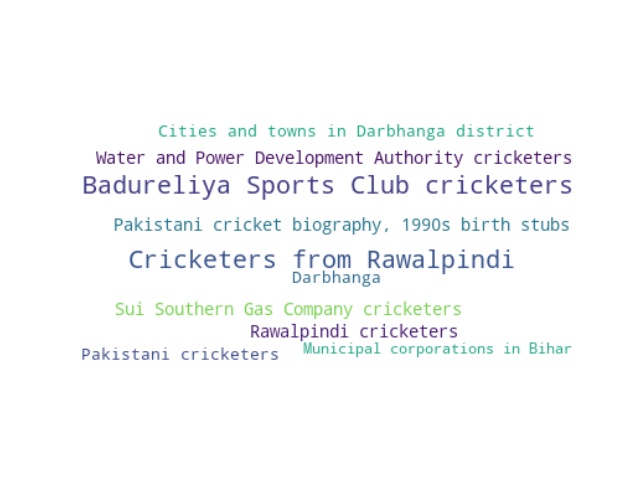 Cities and towns in Darbhanga district
Water and Power Development Authority cricketers
Badureliya Sports Club cricketers
Pakistani cricket biography, 1990s birth stubs
Cricketers from Rawalpindi
Darbhanga
Sui Southern Gas Company cricketers
Rawalpindi cricketers
Municipal corporations in Bihar
Pakistani cricketers